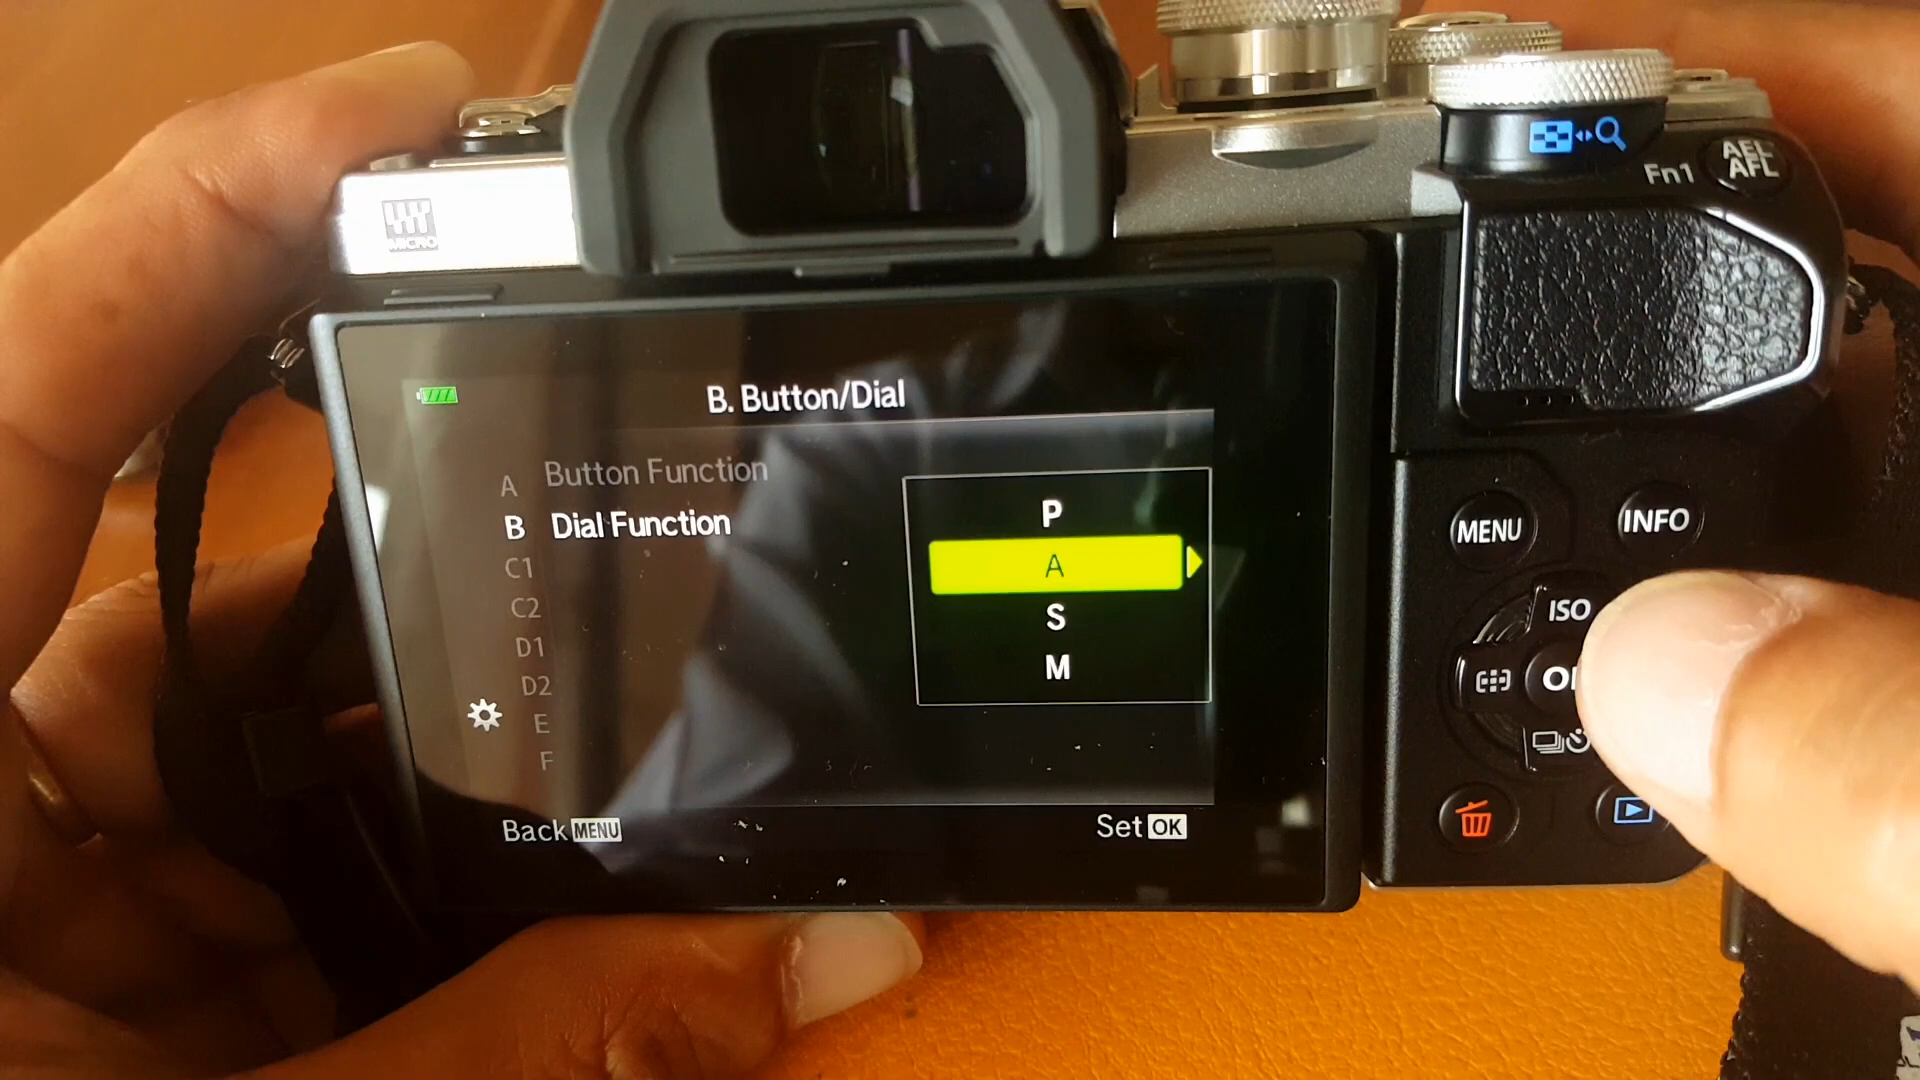 AEL
AFL
Fn1
MICRO
B. Button/Dial
A Button Function
B Dial Function
C1
C2
D1
D2
E
F
P
A
S
M
Back MENU
Set OK
MENU
INFO
ISO